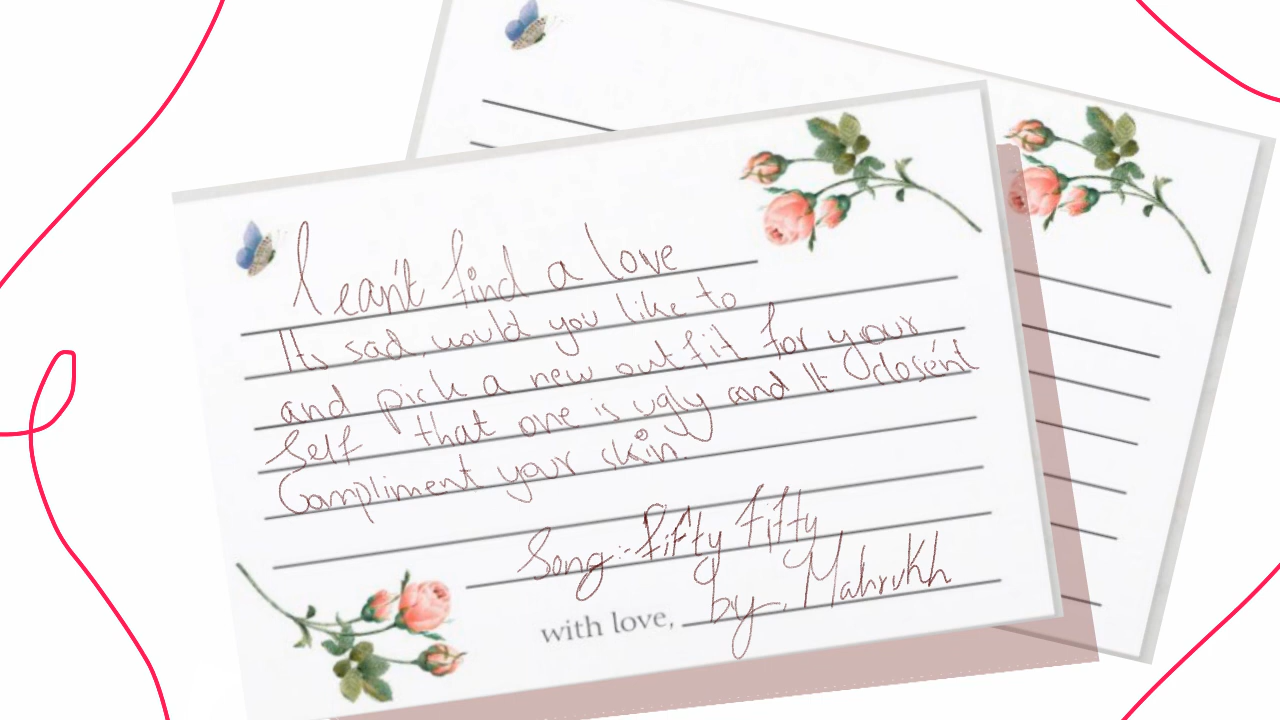 I can't find a love
Its sad. would you like to
and pick a new outfit for your
self that one is ugly and It dosen't
Compliment your skin.
Song:- fifty fifty
with love, by. Mahrukh